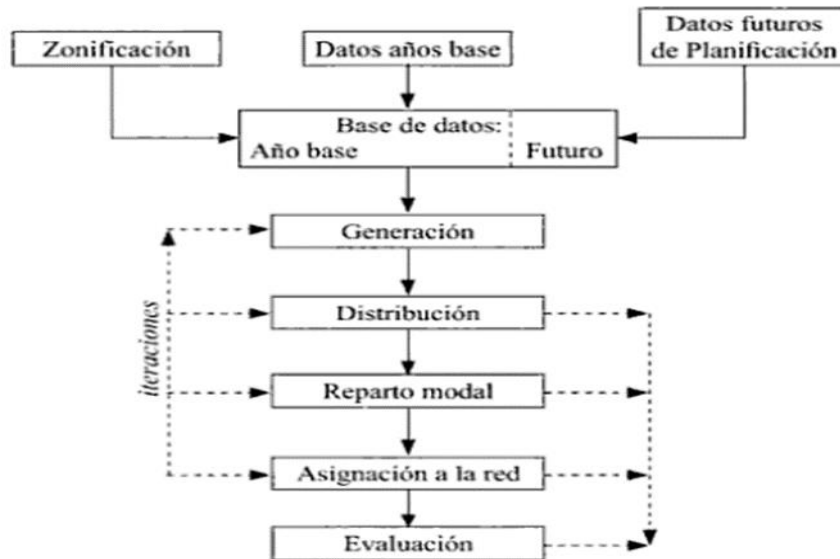 Zonificación
Datos años base
Datos futuros
de Planificación
Base de datos:
Año base
Futuro
Generación
Distribución
iteraciones
Reparto modal
Asignación a la red
Evaluación